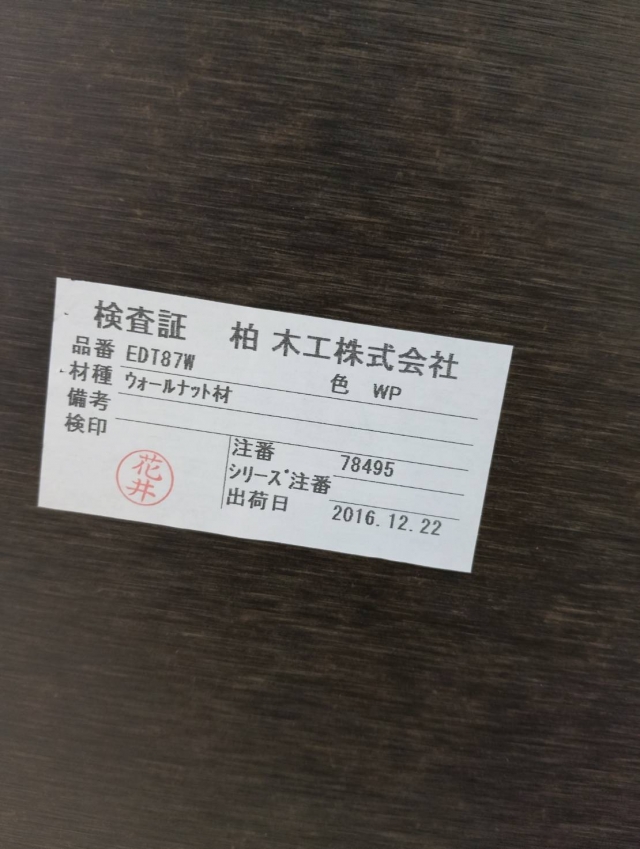 検査証 柏木工株式会社
品番 EDT87W 色 WP
材種 ウォールナット材
備考
検印
花井
注番 78495
シリーズ注番
出荷日 2016.12.22